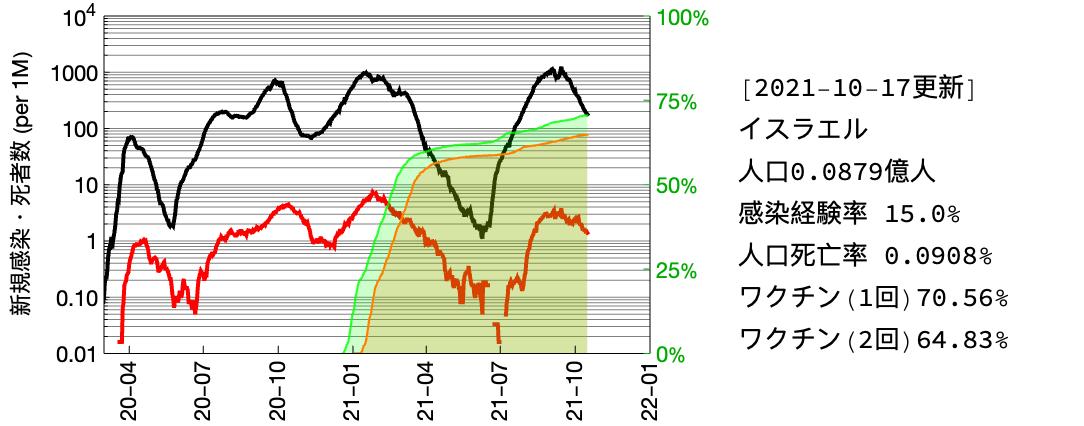 新規感染・死者数 (per 1M)
10^4
1000
100
10
1
0.10
0.01
100%
75%
50%
25%
0%
20-04
20-07
20-10
21-01
21-04
21-07
21-10
22-01
[2021-10-17更新]
イスラエル
人口0.0879億人
感染経験率 15.0%
人口死亡率 0.0908%
ワクチン(1回)70.56%
ワクチン(2回)64.83%